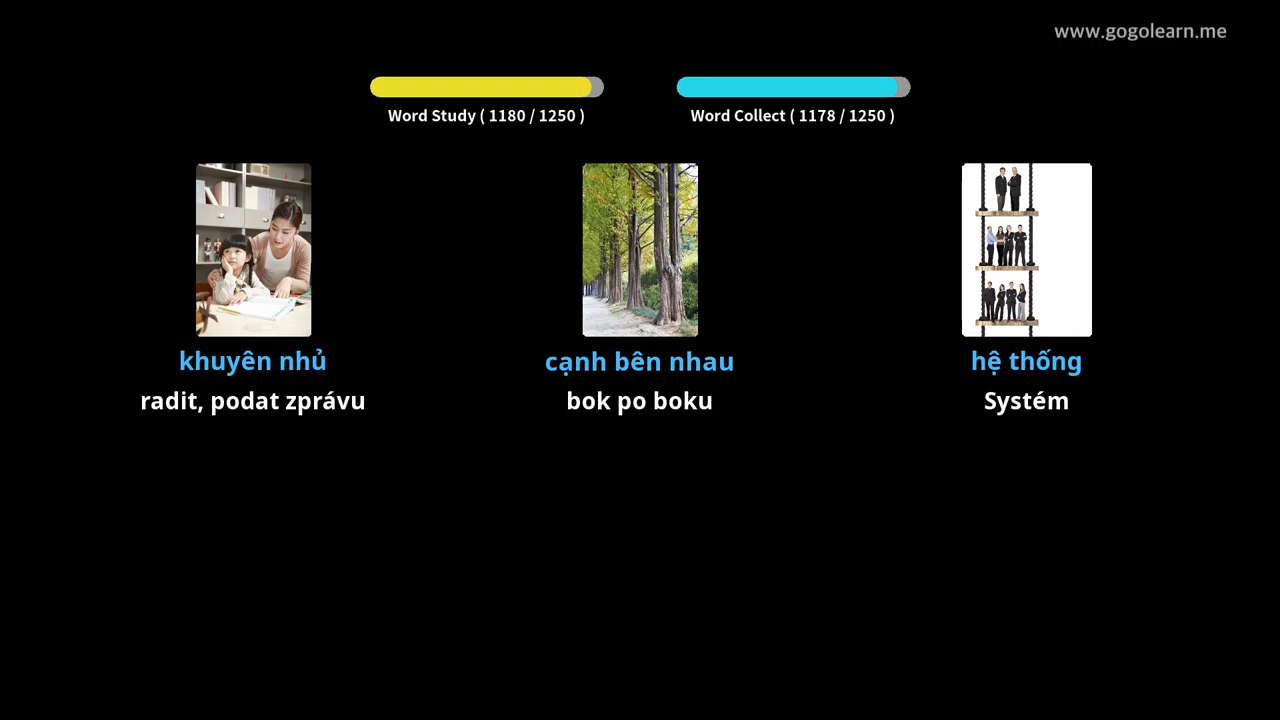 www.gogolearn.me
Word Study ( 1180 / 1250 )
Word Collect ( 1178 / 1250 )
khuyên nhủ
cạnh bên nhau
hệ thống
radit, podat zprávu
bok po boku
Systém